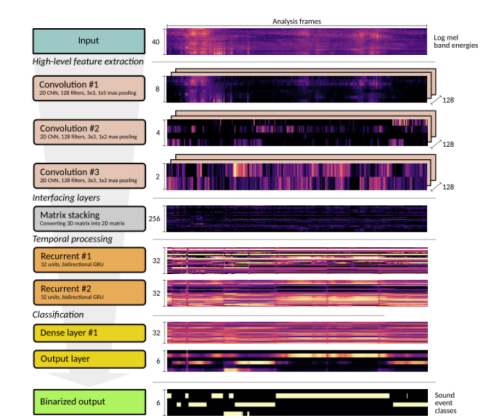 Analysis frames
Input
40
Log mel
band energies
High-level feature extraction
Convolution #1
2D CNN, 128 filters, 3x3, 1x5 max pooling
8
128
Convolution #2
2D CNN, 128 filters, 3x3, 1x2 max pooling
4
128
Convolution #3
2D CNN, 128 filters, 3x3, 1x2 max pooling
2
128
Interfacing layers
Matrix stacking
Converting 3D matrix into 2D matrix
256
Temporal processing
Recurrent #1
32 units, bidirectional GRU
32
Recurrent #2
32 units, bidirectional GRU
32
Classification
Dense layer #1
32
Output layer
6
Binarized output
6
Sound
event
classes